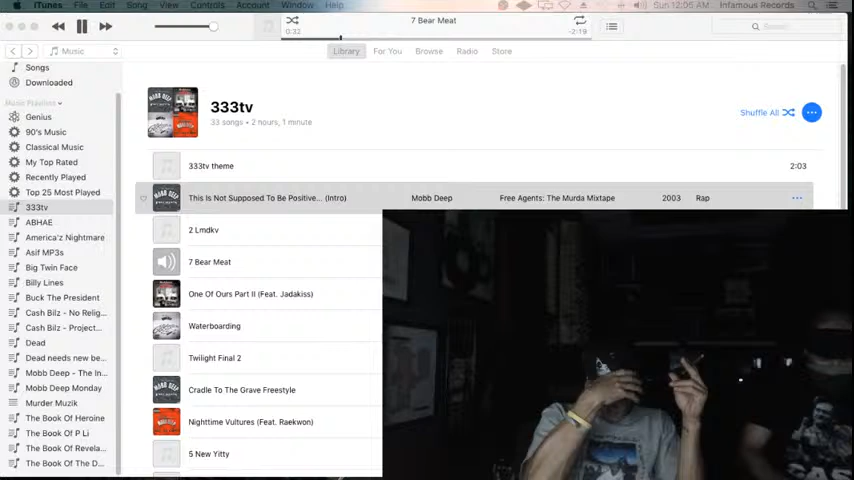 iTunes File Edit Song View Controls Account Window Help Sun 12:05 AM Infamous Records
7 Bear Meat
0:32 -2:19
Search
Music Library For You Browse Radio Store
Songs
Downloaded
Music Playlists
Genius
90's Music
Classical Music
My Top Rated
Recently Played
Top 25 Most Played
333tv
ABHAE
America'z Nightmare
Asif MP3s
Big Twin Face
Billy Lines
Buck The President
Cash Bilz - No Relig...
Cash Bilz - Project...
Dead
Dead needs new be...
Mobb Deep - The In...
Mobb Deep Monday
Murder Muzik
The Book Of Heroine
The Book Of P Li
The Book Of Revela...
The Book Of The D...
333tv
33 songs • 2 hours, 1 minute
Shuffle All
333tv theme 2:03
This Is Not Supposed To Be Positive... (Intro) Mobb Deep Free Agents: The Murda Mixtape 2003 Rap
2 Lmdkv
7 Bear Meat
One Of Ours Part II (Feat. Jadakiss)
Waterboarding
Twilight Final 2
Cradle To The Grave Freestyle
Nighttime Vultures (Feat. Raekwon)
5 New Yitty